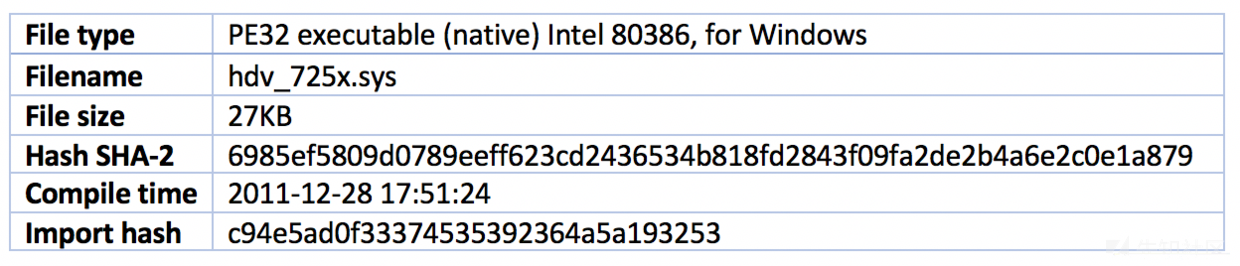 File type PE32 executable (native) Intel 80386, for Windows
Filename hdv_725x.sys
File size 27KB
Hash SHA-2 6985ef5809d0789eeff623cd2436534b818fd2843f09fa2de2b4a6e2c0e1a879
Compile time 2011-12-28 17:51:24
Import hash c94e5ad0f33374535392364a5a193253